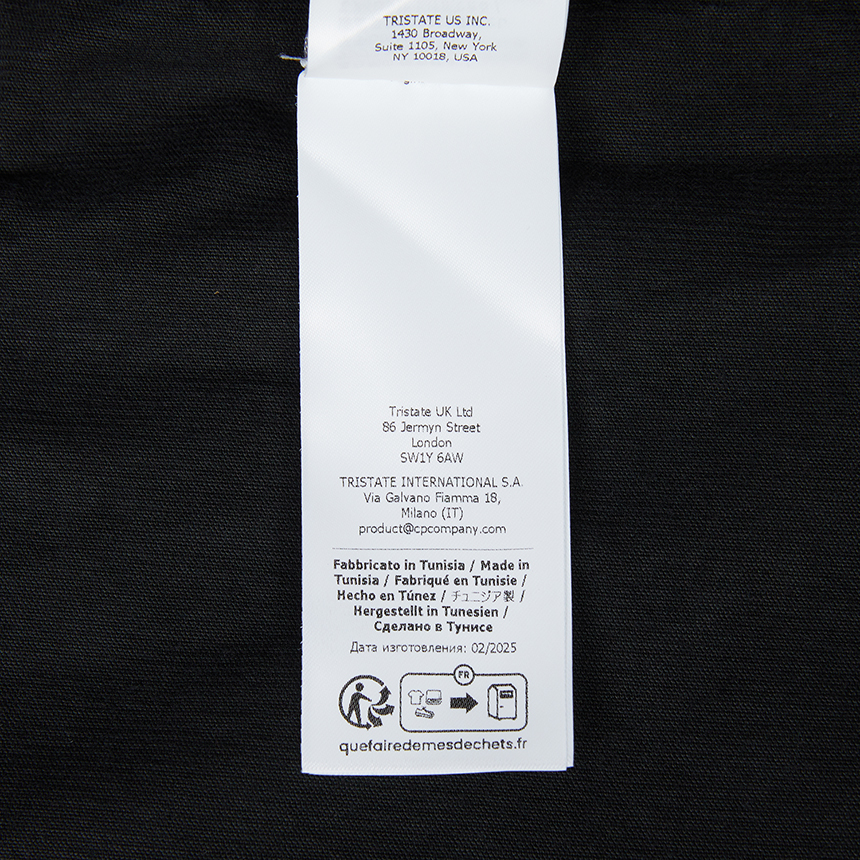 TRISTATE US INC.
1430 Broadway,
Suite 1105, New York
NY 10018, USA
Tristate UK Ltd
86 Jermyn Street
London
SW1Y 6AW
TRISTATE INTERNATIONAL S.A.
Via Galvano Fiamma 18,
Milano (IT)
product@cpcompany.com
Fabbricato in Tunisia / Made in
Tunisia / Fabriqué en Tunisie /
Hecho en Túnez / チュニジア製 /
Hergestellt in Tunesien /
Сделано в Тунисе
Дата изготовления: 02/2025
FR
quefairedemesdechets.fr